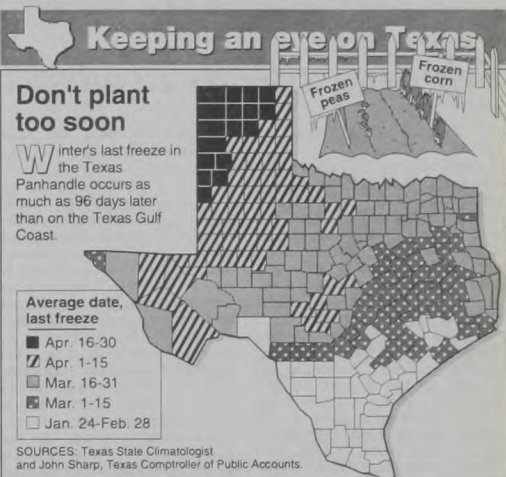 Keeping an eye on Texas
Don't plant
too soon
Winter's last freeze in
the Texas
Panhandle occurs as
much as 96 days later
than on the Texas Gulf
Coast.
Frozen
peas
Frozen
corn
Average date,
last freeze
Apr. 16-30
Apr. 1-15
Mar. 16-31
Mar. 1-15
Jan. 24-Feb. 28
SOURCES: Texas State Climatologist
and John Sharp, Texas Comptroller of Public Accounts.